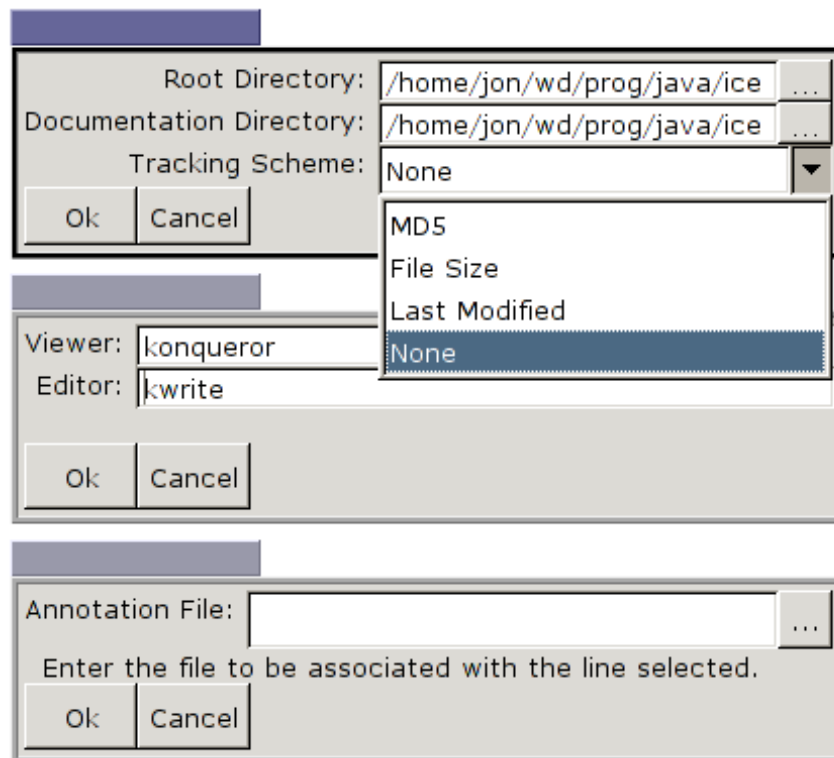 Root Directory: /home/jon/wd/prog/java/ice ...
Documentation Directory: /home/jon/wd/prog/java/ice ...
Tracking Scheme: None
Ok Cancel
MD5
File Size
Last Modified
None
Viewer: konqueror
Editor: kwrite
Ok Cancel
Annotation File: ...
Enter the file to be associated with the line selected.
Ok Cancel